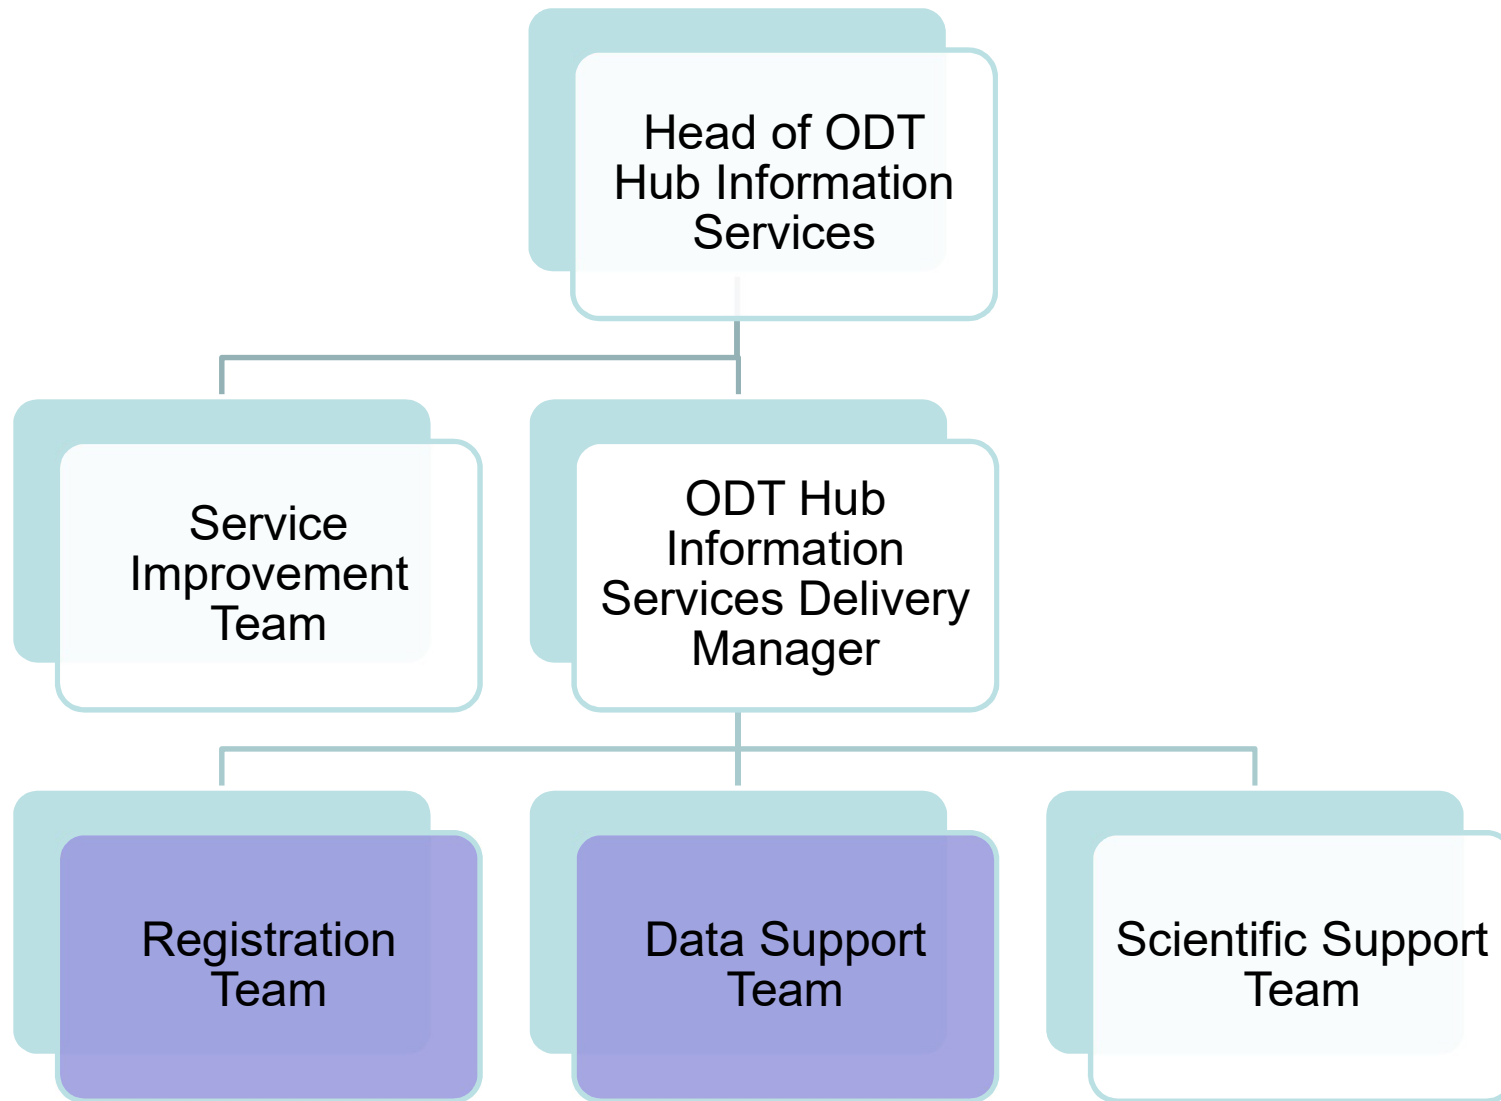 Head of ODT
Hub Information
Services
Service
Improvement
Team
ODT Hub
Information
Services Delivery
Manager
Registration
Team
Data Support
Team
Scientific Support
Team